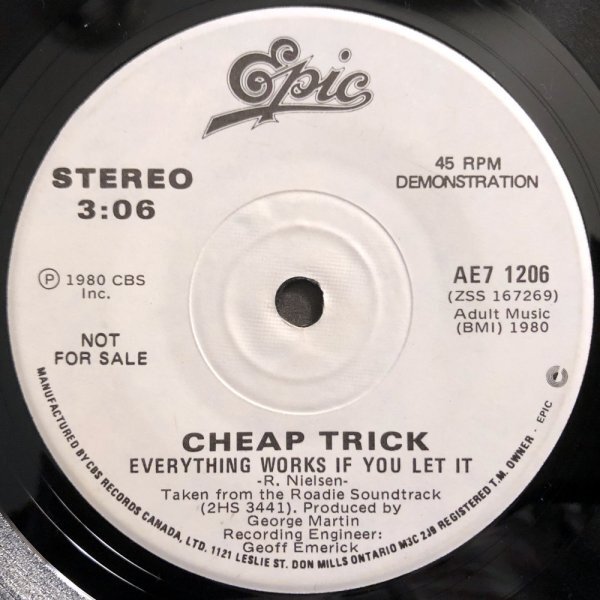 Epic
STEREO
3:06
45 RPM
DEMONSTRATION
℗ 1980 CBS
Inc.
AE7 1206
(ZSS 167269)
Adult Music
(BMI) 1980
NOT
FOR SALE
CHEAP TRICK
EVERYTHING WORKS IF YOU LET IT
-R. Nielsen-
Taken from the Roadie Soundtrack
(2HS 3441). Produced by
George Martin
Recording Engineer:
Geoff Emerick
MANUFACTURED BY CBS RECORDS CANADA, LTD. 1121 LESLIE ST. DON MILLS ONTARIO M3C 2J9 REGISTERED T.M. OWNER - EPIC